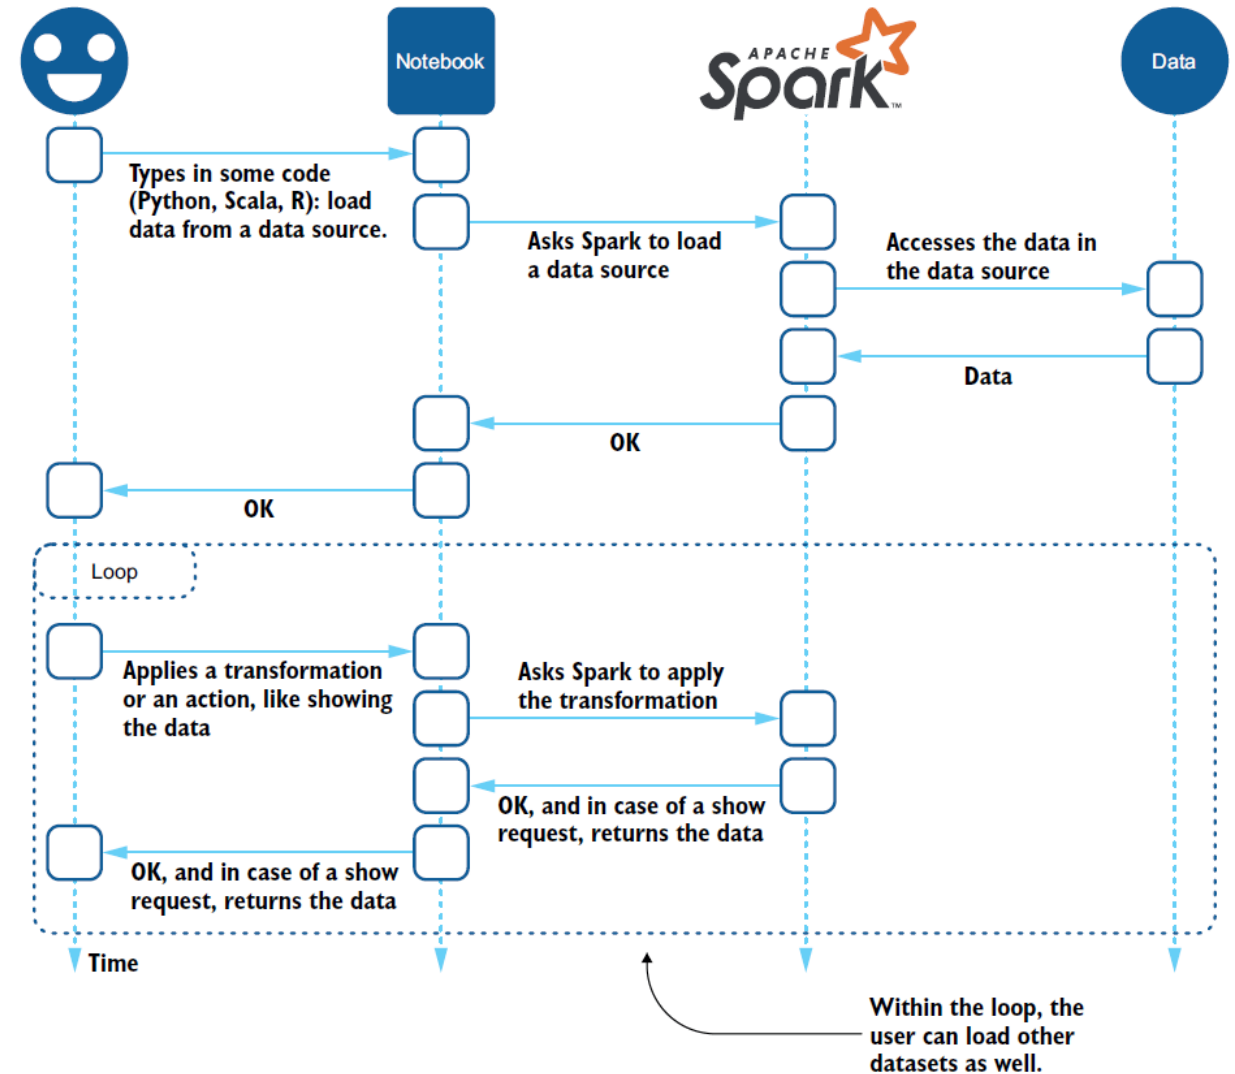 Notebook
APACHE
Spark
TM
Data
Types in some code
(Python, Scala, R): load
data from a data source.
Asks Spark to load
a data source
Accesses the data in
the data source
Data
OK
OK
Loop
Applies a transformation
or an action, like showing
the data
Asks Spark to apply
the transformation
OK, and in case of a show
request, returns the data
OK, and in case of a show
request, returns the data
Time
Within the loop, the
user can load other
datasets as well.